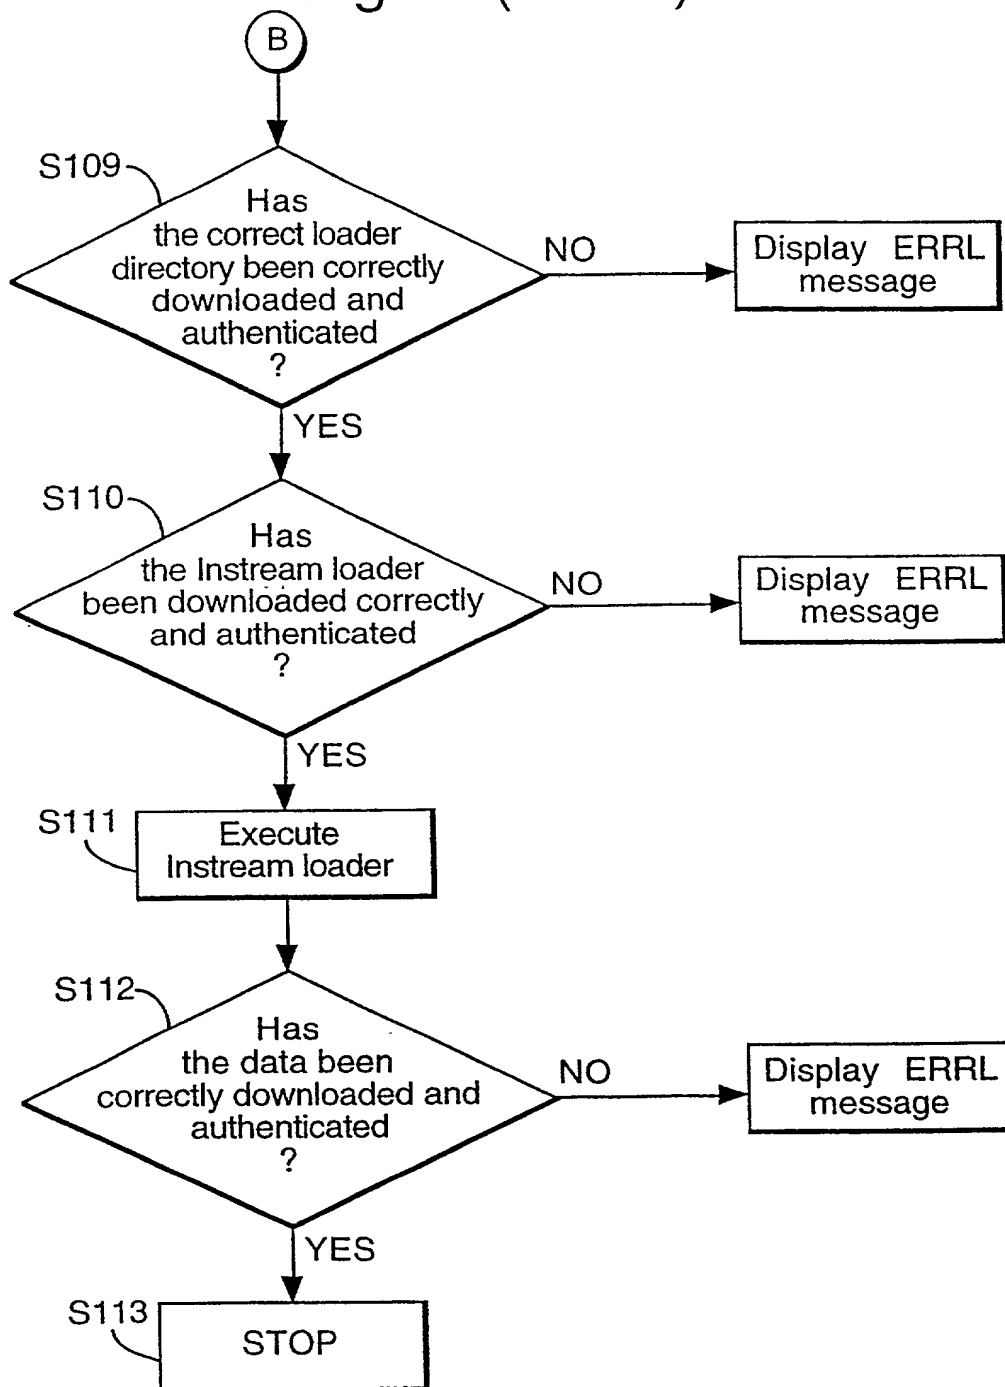 B
S109
Has
the correct loader
directory been correctly
downloaded and
authenticated
?
NO
Display ERRL
message
YES
S110
Has
the Instream loader
been downloaded correctly
and authenticated
?
NO
Display ERRL
message
YES
S111
Execute
Instream loader
S112
Has
the data been
correctly downloaded and
authenticated
?
NO
Display ERRL
message
YES
S113
STOP